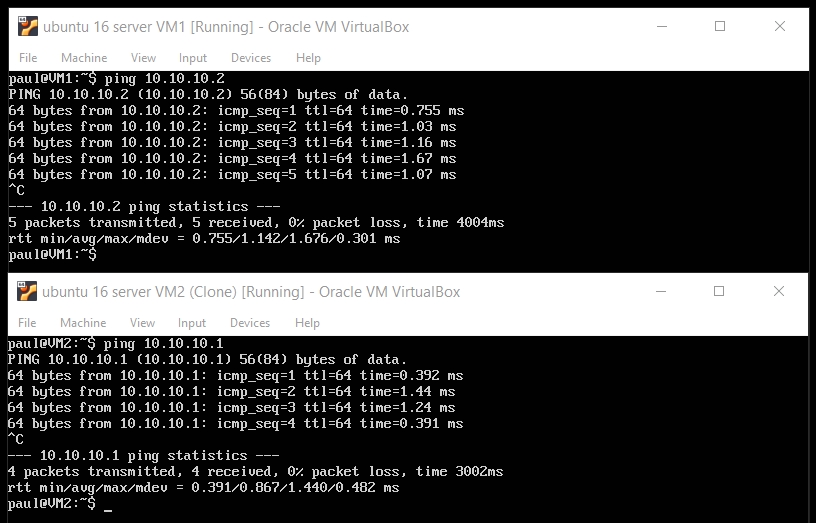 ubuntu 16 server VM1 [Running] - Oracle VM VirtualBox
File Machine View Input Devices Help
paul@VM1:~$ ping 10.10.10.2
PING 10.10.10.2 (10.10.10.2) 56(84) bytes of data.
64 bytes from 10.10.10.2: icmp_seq=1 ttl=64 time=0.755 ms
64 bytes from 10.10.10.2: icmp_seq=2 ttl=64 time=1.03 ms
64 bytes from 10.10.10.2: icmp_seq=3 ttl=64 time=1.16 ms
64 bytes from 10.10.10.2: icmp_seq=4 ttl=64 time=1.67 ms
64 bytes from 10.10.10.2: icmp_seq=5 ttl=64 time=1.07 ms
^C
--- 10.10.10.2 ping statistics ---
5 packets transmitted, 5 received, 0% packet loss, time 4004ms
rtt min/avg/max/mdev = 0.755/1.142/1.676/0.301 ms
paul@VM1:~$
ubuntu 16 server VM2 (Clone) [Running] - Oracle VM VirtualBox
File Machine View Input Devices Help
paul@VM2:~$ ping 10.10.10.1
PING 10.10.10.1 (10.10.10.1) 56(84) bytes of data.
64 bytes from 10.10.10.1: icmp_seq=1 ttl=64 time=0.392 ms
64 bytes from 10.10.10.1: icmp_seq=2 ttl=64 time=1.44 ms
64 bytes from 10.10.10.1: icmp_seq=3 ttl=64 time=1.24 ms
64 bytes from 10.10.10.1: icmp_seq=4 ttl=64 time=0.391 ms
^C
--- 10.10.10.1 ping statistics ---
4 packets transmitted, 4 received, 0% packet loss, time 3002ms
rtt min/avg/max/mdev = 0.391/0.867/1.440/0.482 ms
paul@VM2:~$ _